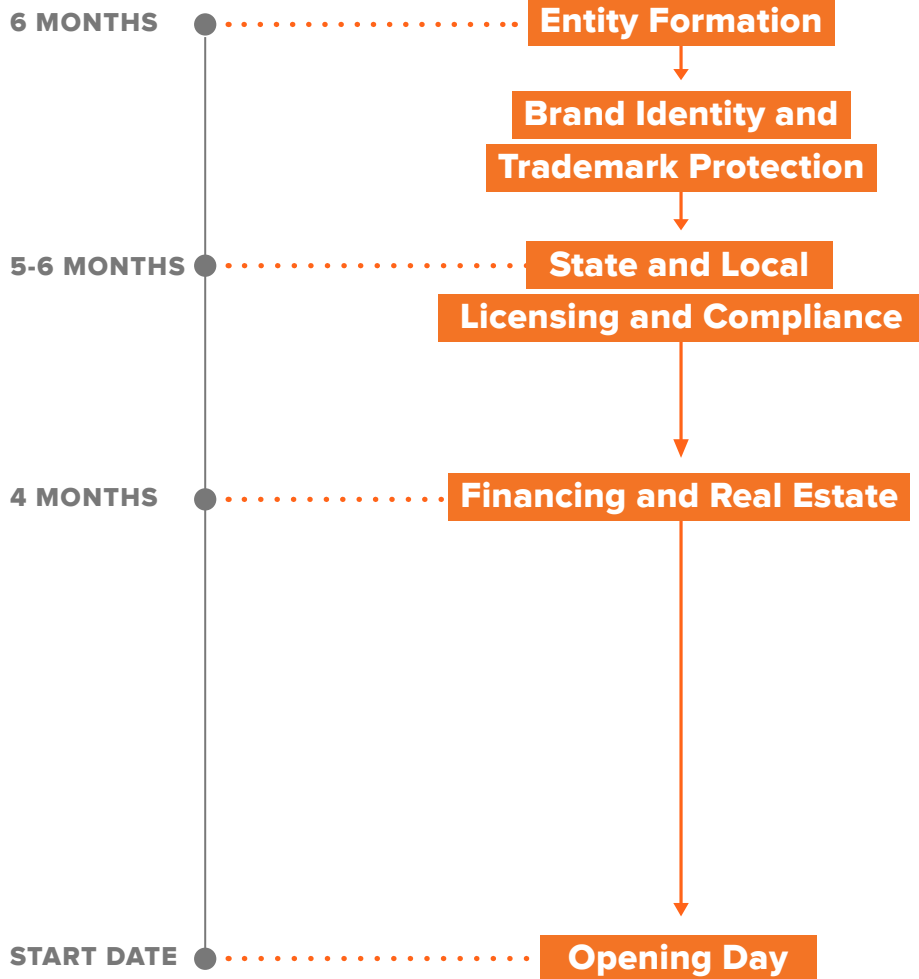 6 MONTHS
Entity Formation
Brand Identity and
Trademark Protection
5-6 MONTHS
State and Local
Licensing and Compliance
4 MONTHS
Financing and Real Estate
START DATE
Opening Day